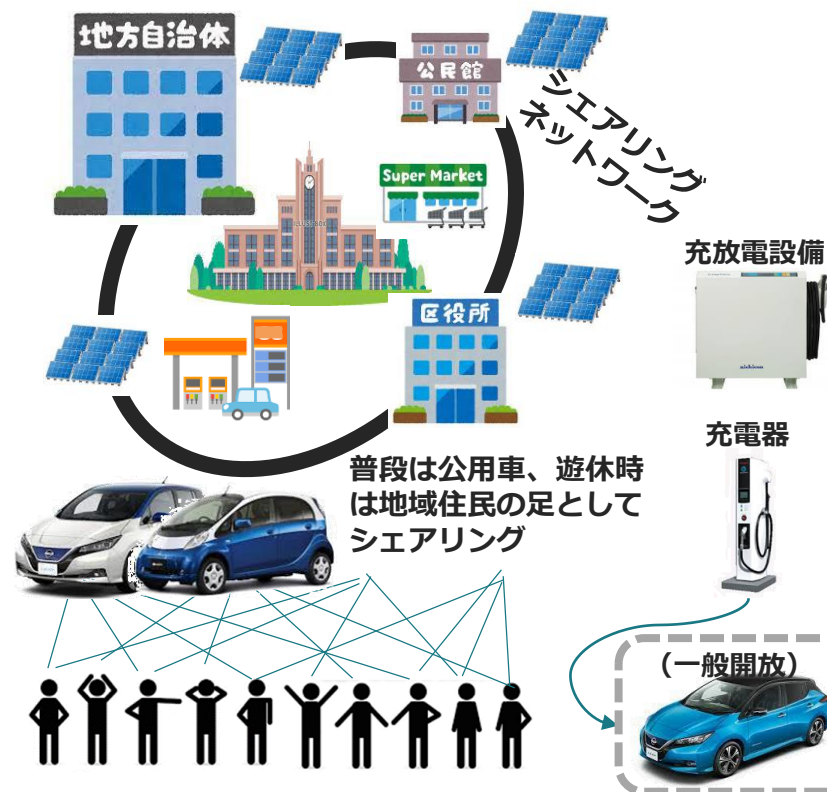 地方自治体
公民館
シェアリング
ネットワーク
Super Market
充放電設備
区役所
nichicon
充電器
普段は公用車、遊休時
は地域住民の足として
シェアリング
（一般開放）